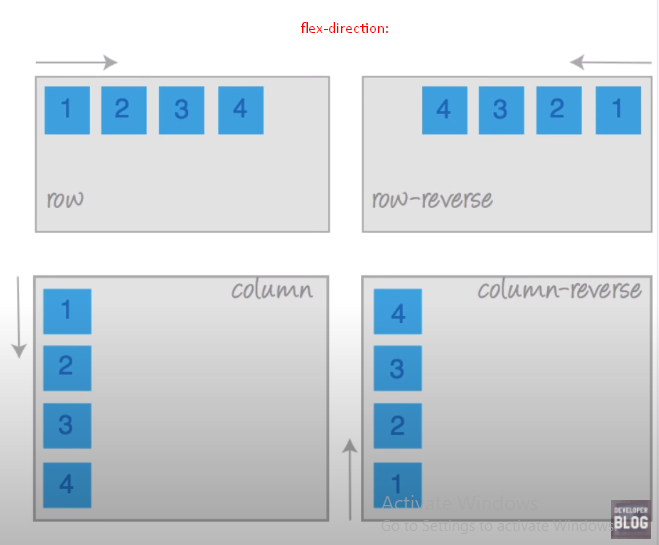 flex-direction:
1 2 3 4
row
4 3 2 1
row-reverse
column
1
2
3
4
column-reverse
4
3
2
1
Activate Windows
Go to Settings to activate Windows.
DEVELOPER
BLOG